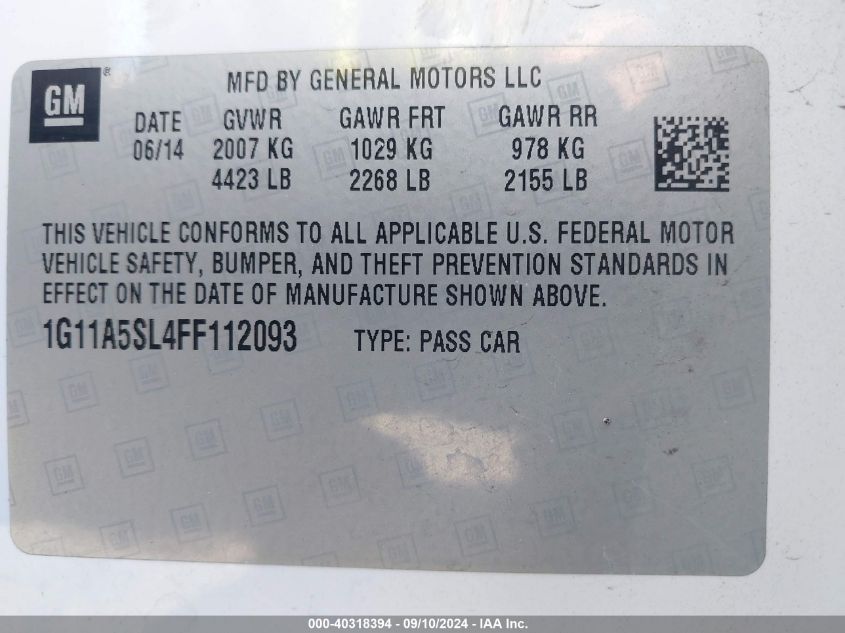 GM ®
MFD BY GENERAL MOTORS LLC
DATE GVWR GAWR FRT GAWR RR
06/14 2007 KG 1029 KG 978 KG
4423 LB 2268 LB 2155 LB
THIS VEHICLE CONFORMS TO ALL APPLICABLE U.S. FEDERAL MOTOR
VEHICLE SAFETY, BUMPER, AND THEFT PREVENTION STANDARDS IN
EFFECT ON THE DATE OF MANUFACTURE SHOWN ABOVE.
1G11A5SL4FF112093 TYPE: PASS CAR
000-40318394 - 09/10/2024 - IAA Inc.